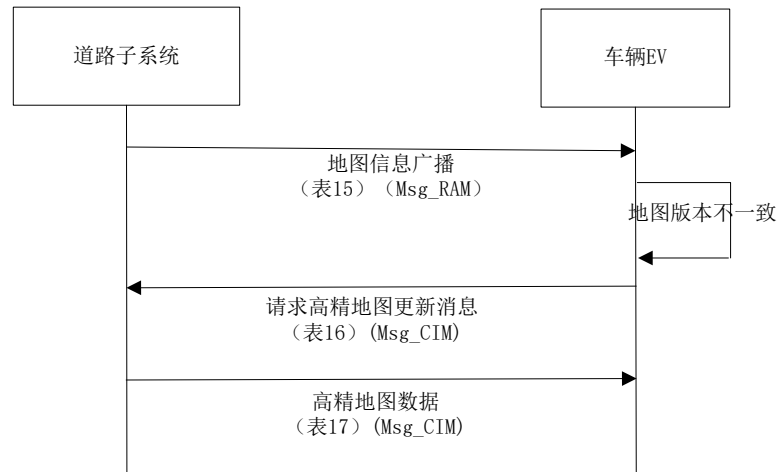 道路子系统
车辆EV
地图信息广播
（表15）（Msg_RAM）
地图版本不一致
请求高精地图更新消息
（表16）(Msg_CIM)
高精地图数据
（表17）(Msg_CIM)